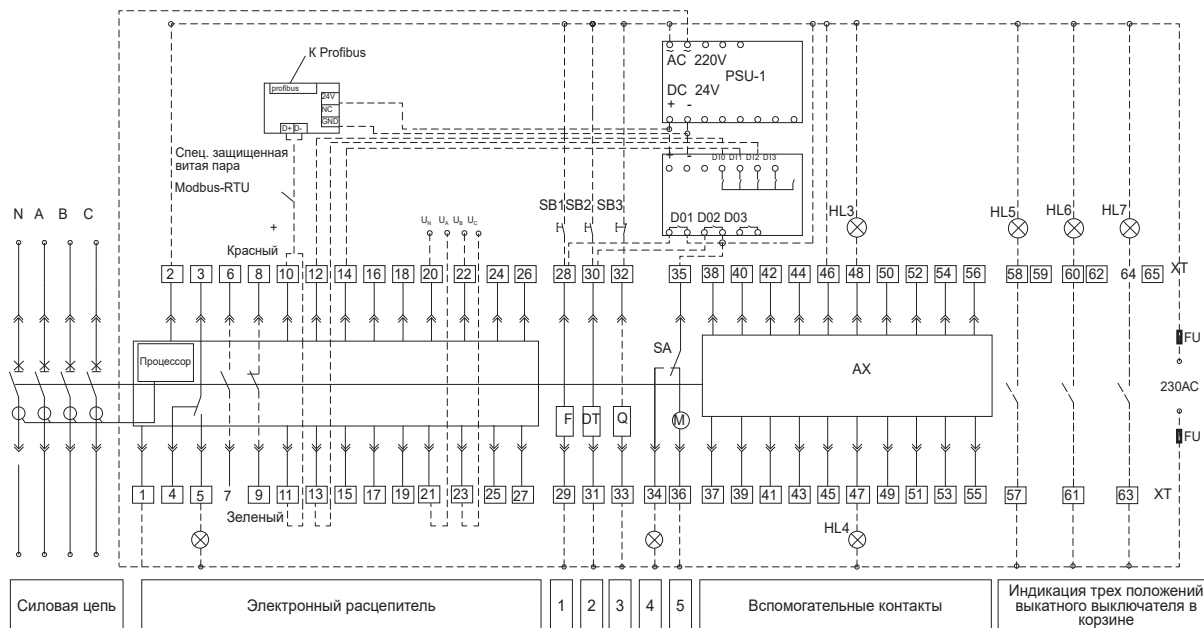 К Profibus
profibus
24V
NC
GND
D+ D-
Спец. защищенная
витая пара
Modbus-RTU
+
Красный
AC 220V
PSU-1
DC 24V
+ -
+ -
DI0 DI1 DI2 DI3
D01 D02 D03
SB1 SB2 SB3
HL3
HL5
HL6
HL7
N A B C
UN UA UB UC
2 3 6 8 10 12 14 16 18 20 22 24 26 28 30 32 35 38 40 42 44 46 48 50 52 54 56 58 59 60 62 64 65
XT
FU
Процессор
SA
AX
230AC
F DT Q M
FU
1 4 5 7 9 11 13 15 17 19 21 23 25 27 29 31 33 34 36 37 39 41 43 45 47 49 51 53 55 57 61 63
XT
Зеленый
HL4
Силовая цепь
Электронный расцепитель
1 2 3 4 5
Вспомогательные контакты
Индикация трех положений
выкатного выключателя в
корзине